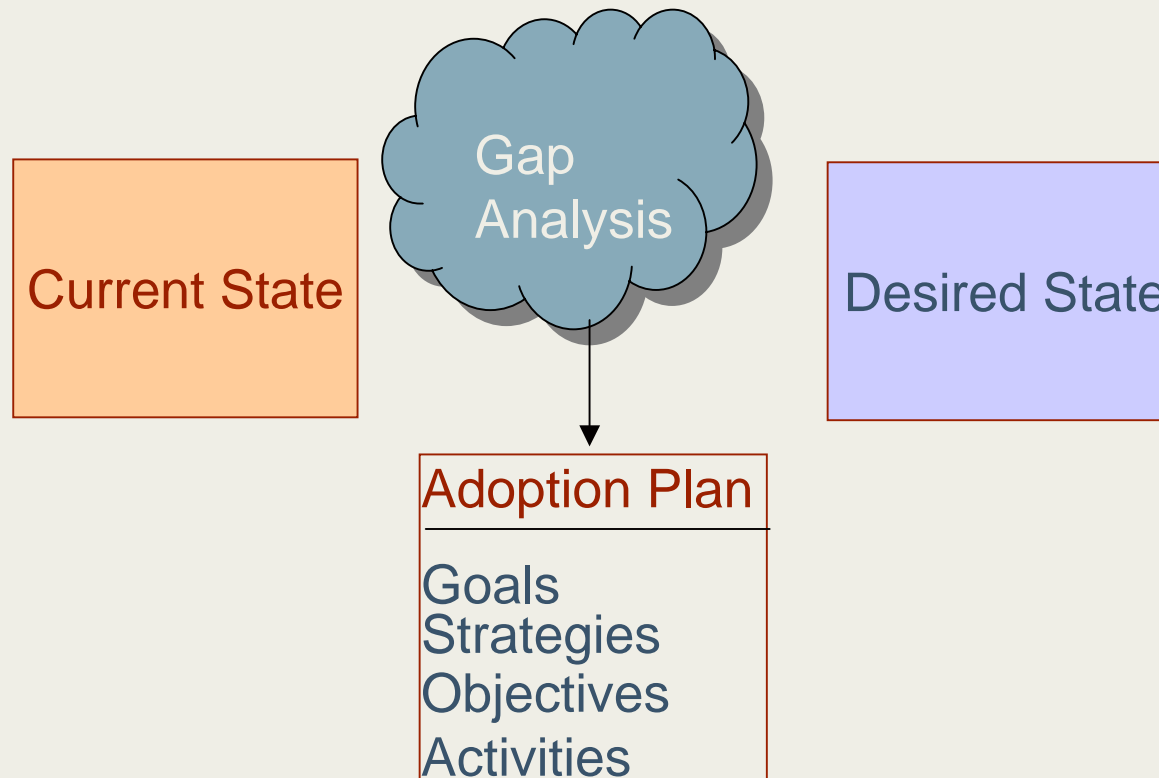 Gap
Analysis
Current State
Desired State
Adoption Plan
Goals
Strategies
Objectives
Activities